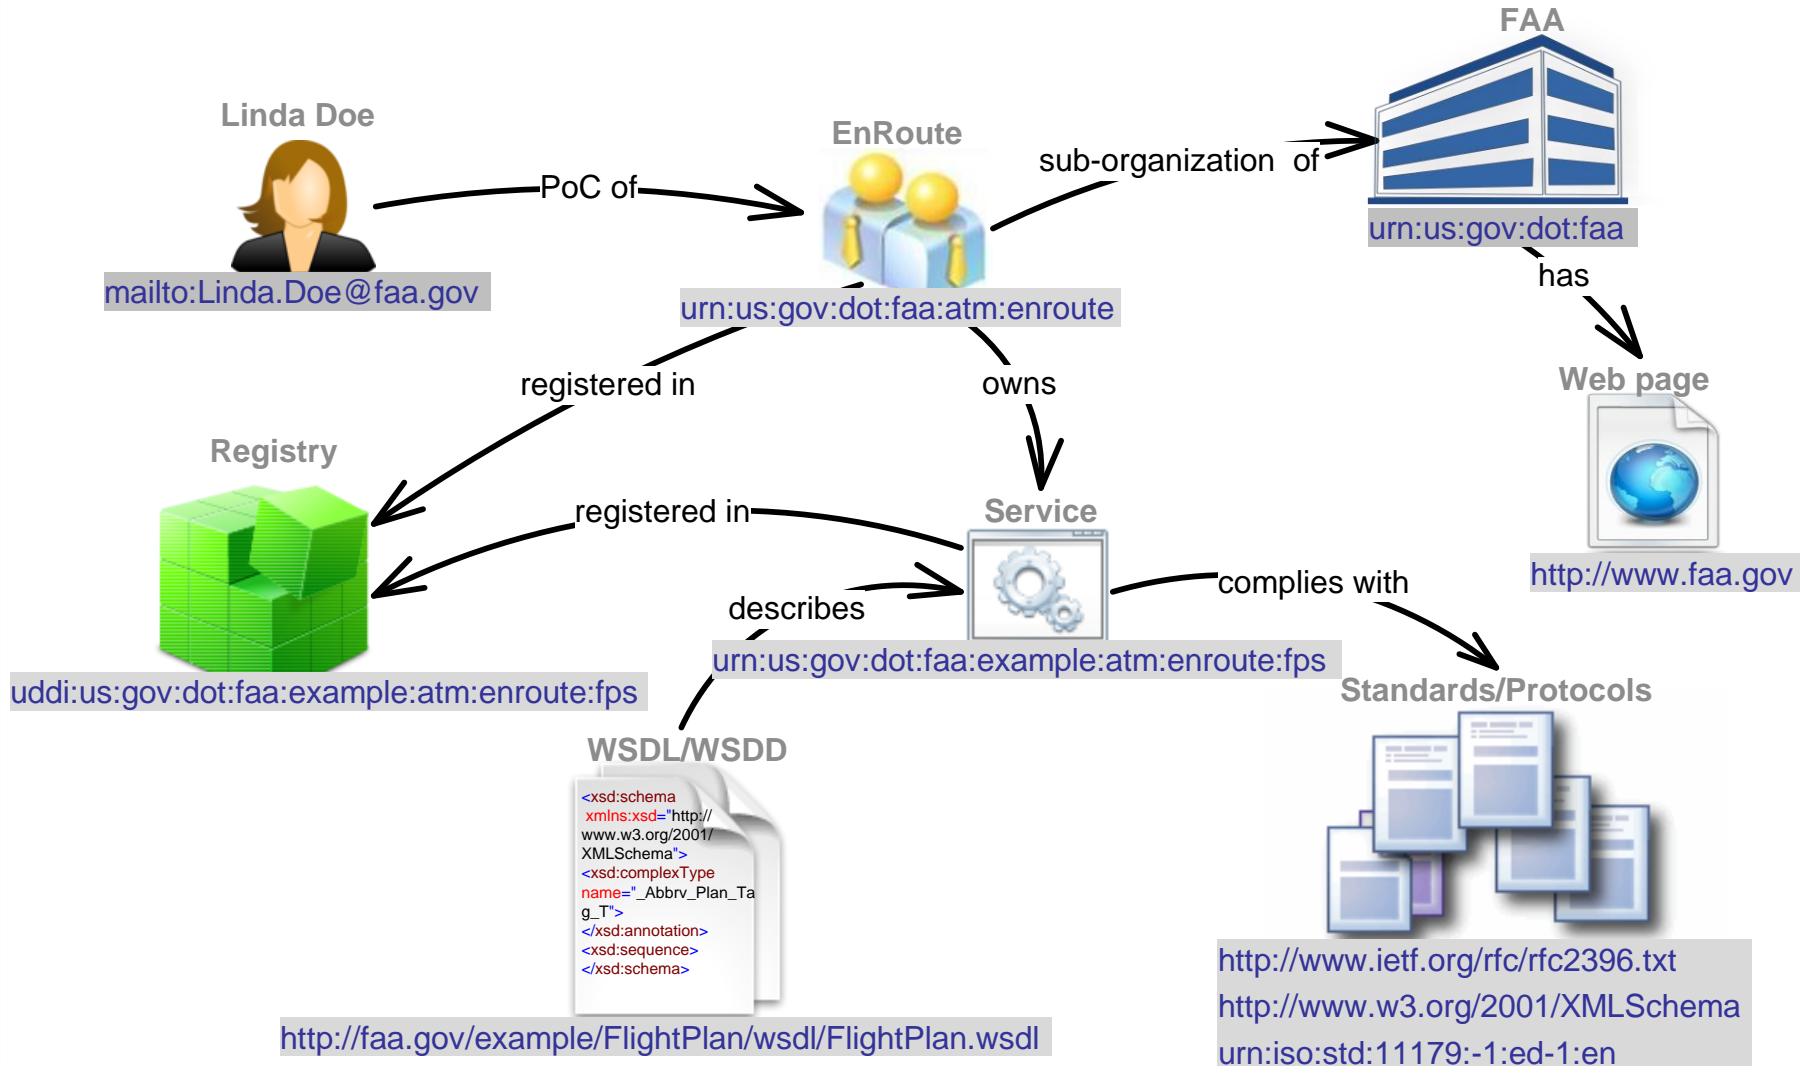 FAA
Linda Doe
EnRoute
sub-organization  of
PoC of
urn:us:gov:dot:faa
has
mailto:Linda.Doe@faa.gov
urn:us:gov:dot:faa:atm:enroute
registered in
owns
Web page
Registry
registered in
Service
http://www.faa.gov
describes
complies with
urn:us:gov:dot:faa:example:atm:enroute:fps
uddi:us:gov:dot:faa:example:atm:enroute:fps
Standards/Protocols
WSDL/WSDD
<xsd:schema
xmlns:xsd="http://
www.w3.org/2001/
XMLSchema">
<xsd:complexType
name="_Abbrv_Plan_Ta
g_T">
</xsd:annotation>
<xsd:sequence>
</xsd:schema>
http://www.ietf.org/rfc/rfc2396.txt
http://www.w3.org/2001/XMLSchema
urn:iso:std:11179:-1:ed-1:en
http://faa.gov/example/FlightPlan/wsdl/FlightPlan.wsdl